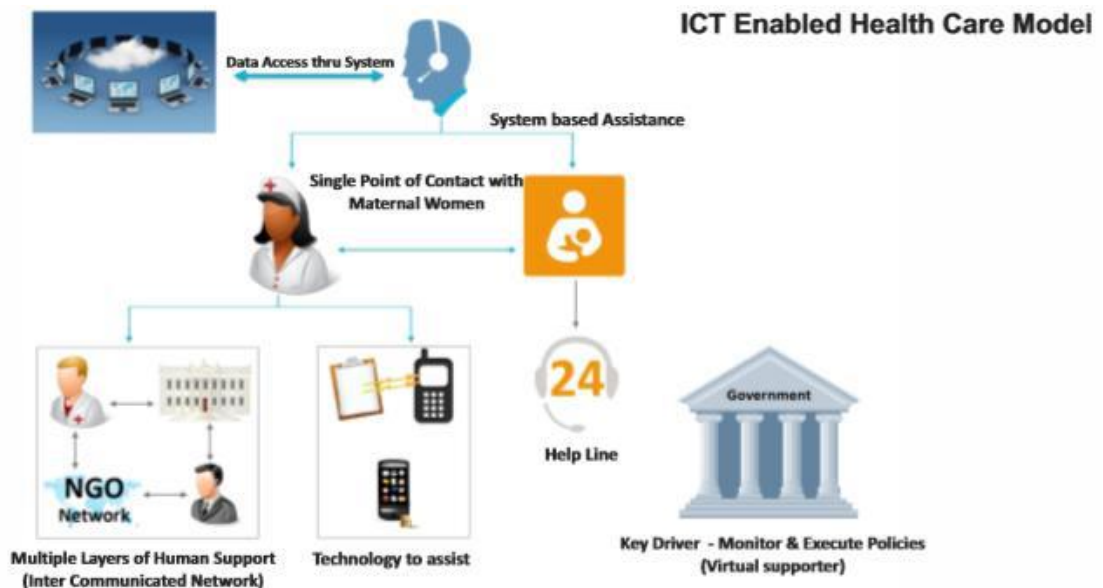 ICT Enabled Health Care Model
Data Access thru System
System based Assistance
Single Point of Contact with
Maternal Women
24
Help Line
Government
NGO
Network
Multiple Layers of Human Support
(Inter Communicated Network)
Technology to assist
Key Driver - Monitor & Execute Policies
(Virtual supporter)